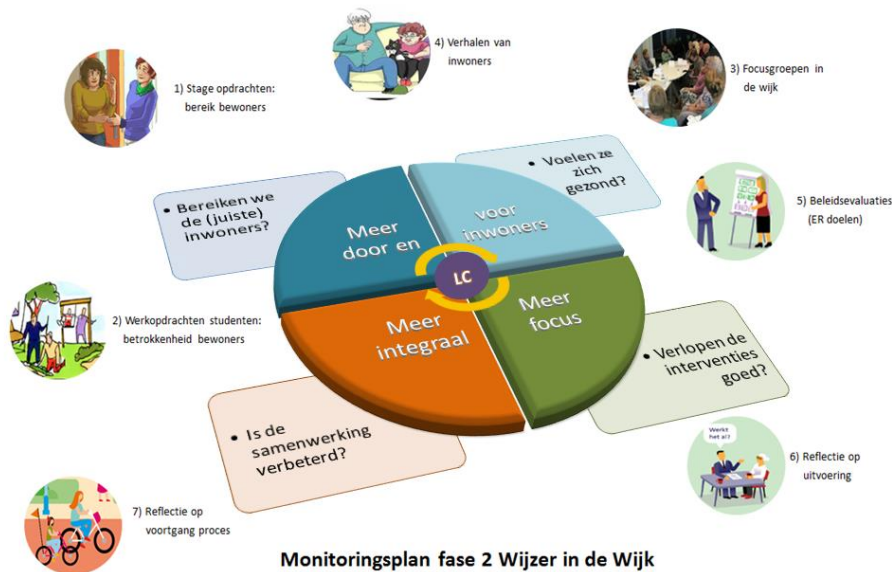 4) Verhalen van
inwoners
3) Focusgroepen in
de wijk
1) Stage opdrachten:
bereik bewoners
• Bereiken we
de (juiste)
inwoners?
• Voelen ze
zich
gezond?
Meer
door en
voor
inwoners
5) Beleidsevaluaties
(ER doelen)
LC
2) Werkopdrachten studenten:
betrokkenheid bewoners
Meer
integraal
Meer
focus
• Is de
samenwerking
verbeterd?
• Verlopen de
interventies
goed?
Werkt
het al?
6) Reflectie op
uitvoering
7) Reflectie op
voortgang proces
Monitoringsplan fase 2 Wijzer in de Wijk